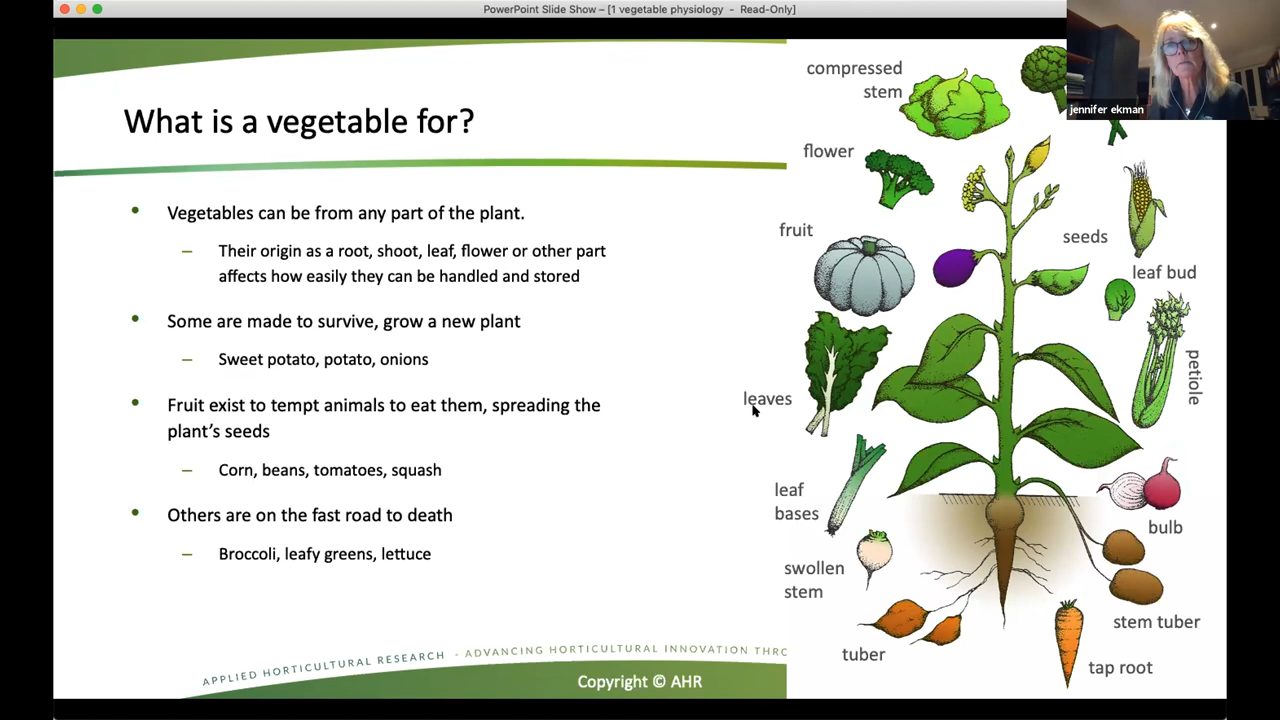 PowerPoint Slide Show – [1 vegetable physiology - Read-Only]
jennifer ekman
What is a vegetable for?
• Vegetables can be from any part of the plant.
– Their origin as a root, shoot, leaf, flower or other part
affects how easily they can be handled and stored
• Some are made to survive, grow a new plant
– Sweet potato, potato, onions
• Fruit exist to tempt animals to eat them, spreading the
plant’s seeds
– Corn, beans, tomatoes, squash
• Others are on the fast road to death
– Broccoli, leafy greens, lettuce
compressed
stem
flower
fruit
seeds
leaf bud
petiole
leaves
leaf
bases
bulb
swollen
stem
stem tuber
tuber
tap root
APPLIED HORTICULTURAL RESEARCH - ADVANCING HORTICULTURAL INNOVATION THRC
Copyright © AHR